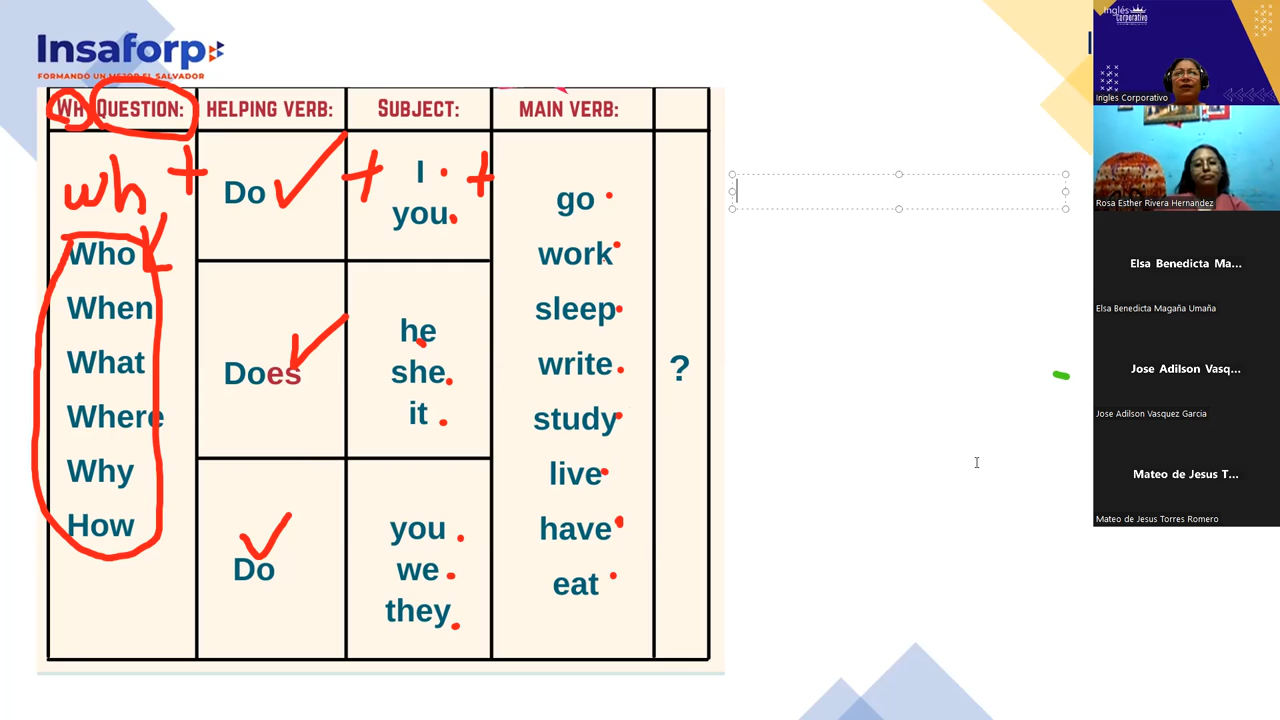 Insaforp
FORMANDO UN MEJOR EL SALVADOR
WH QUESTION:
HELPING VERB:
SUBJECT:
MAIN VERB:
wh
+
Who
When
What
Where
Why
How
Do
Does
Do
+
I
you
+
he
she
it
you
we
they
go
work
sleep
write
study
live
have
eat
?
Inglés
Corporativo
Ingles Corporativo
Rosa Esther Rivera Hernandez
Elsa Benedicta Ma...
Elsa Benedicta Magaña Umaña
Jose Adilson Vasq...
Jose Adilson Vasquez Garcia
Mateo de Jesus T...
Mateo de Jesus Torres Romero